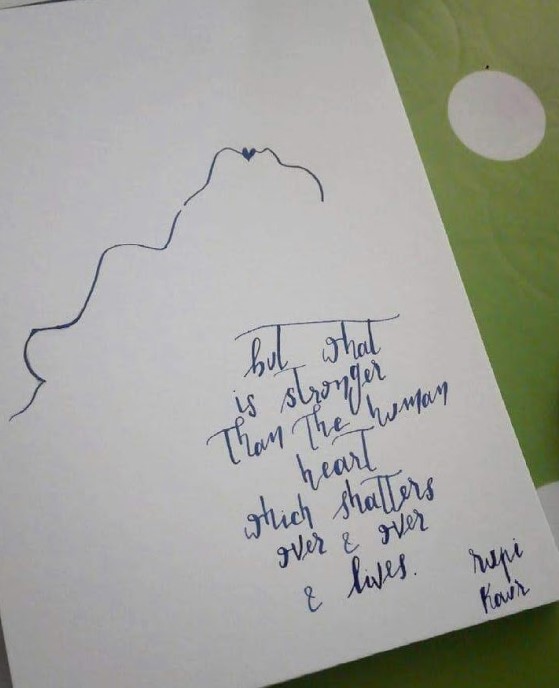 but what
is stronger
Than The human
heart
which shatters
over & over
& lives.
rupi
kaur